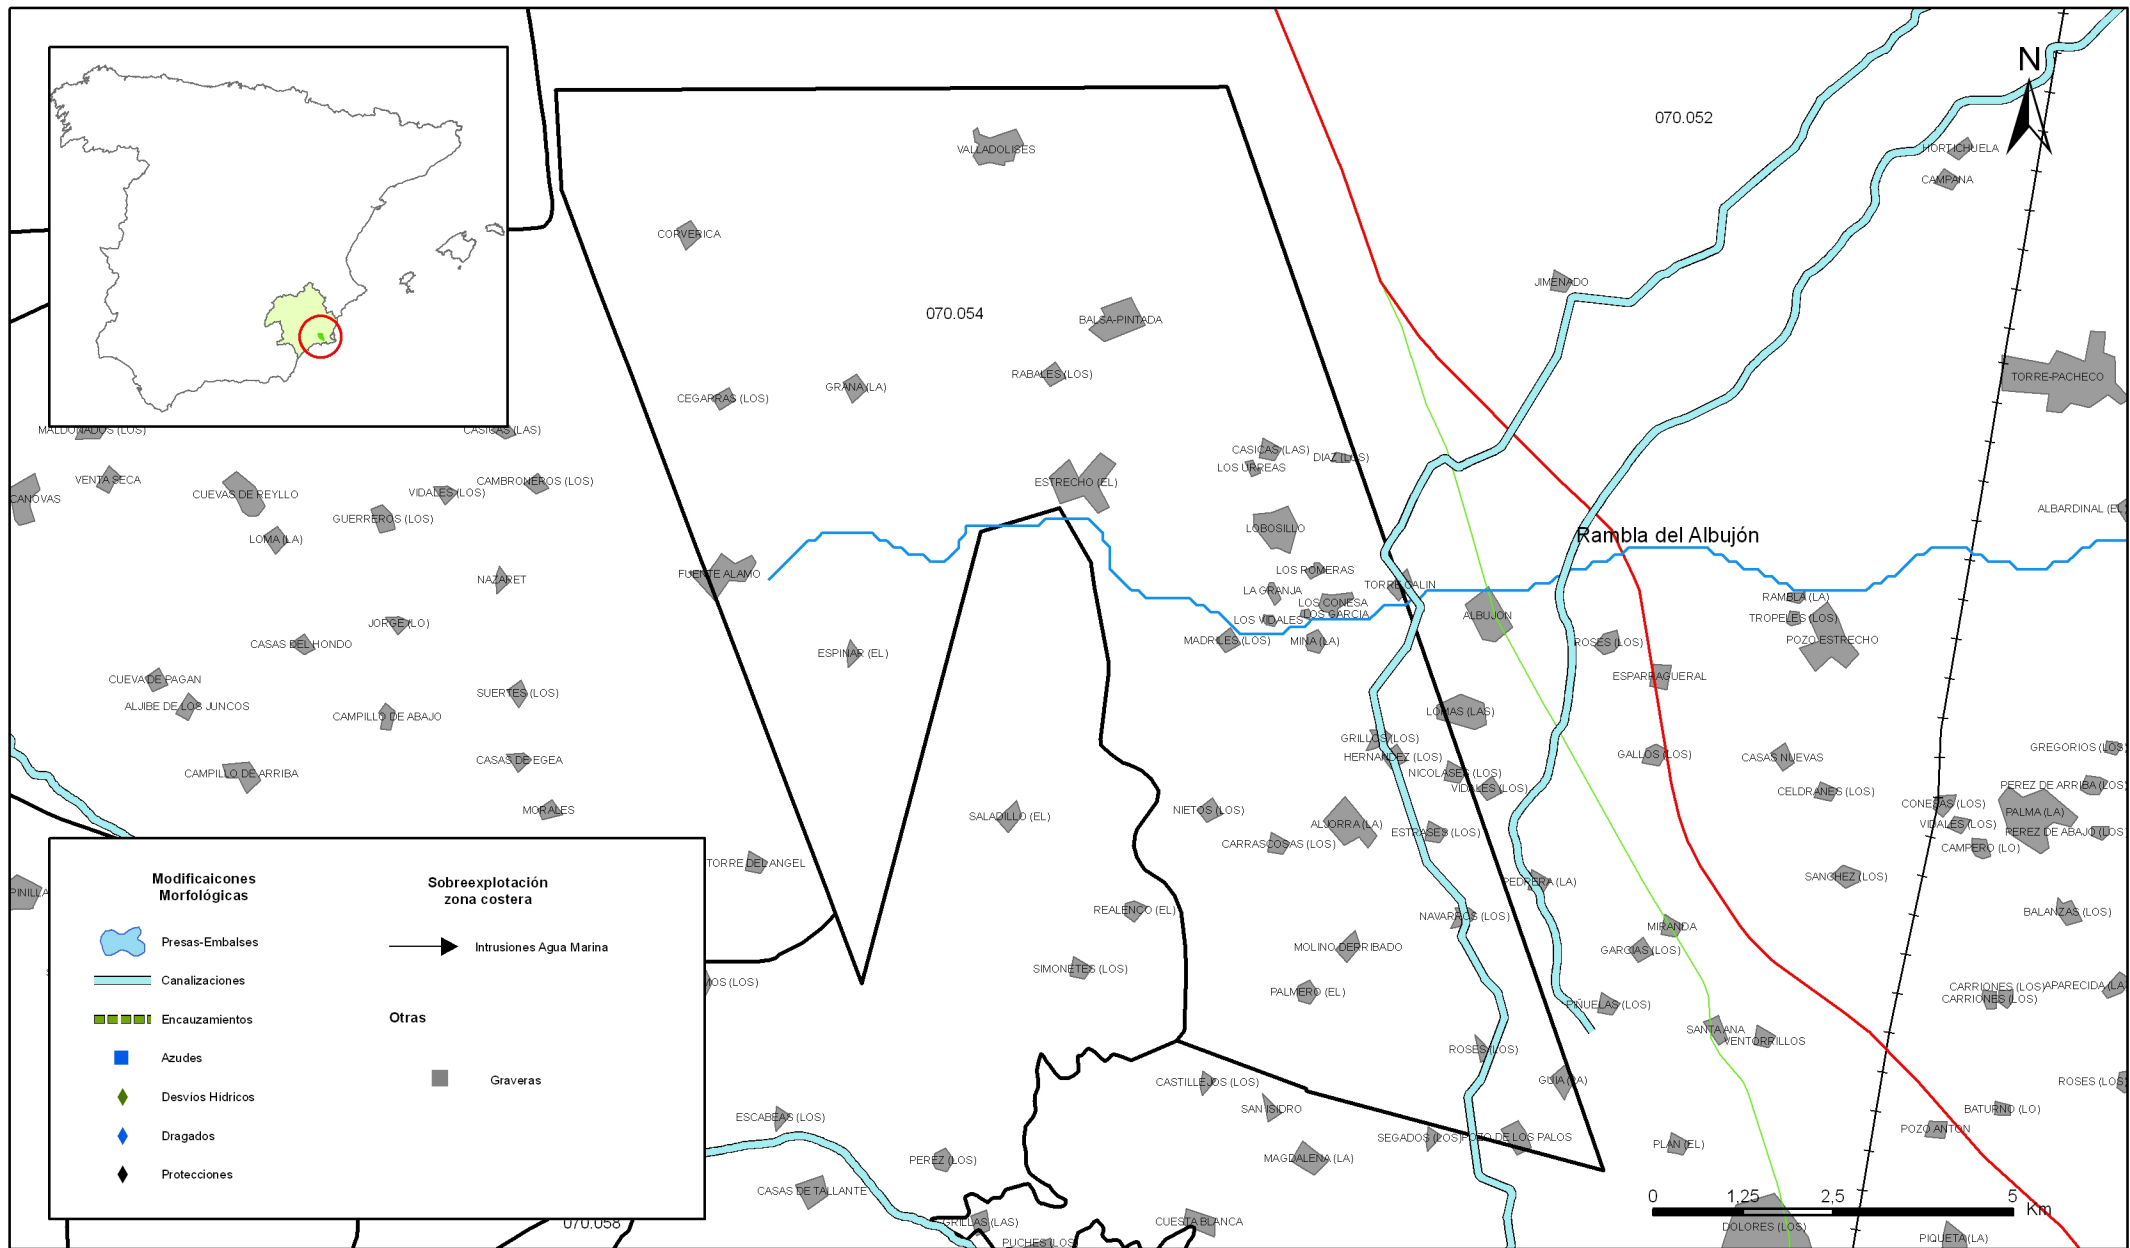 N
070.052
VALLADOLISES
HORTICHUELA
CAMPANA
CORVERICA
JIMENADO
070.054
BALSA-PINTADA
RABALES (LOS)
GRANA (LA)
CEGARRAS (LOS)
TORRE-PACHECO
MALDONADOS (LOS)
CASICAS (LAS)
CASICAS (LAS)
DIAZ (LOS)
LOS URREAS
VENTA SECA
CAMBRONEROS (LOS)
ESTRECHO (EL)
CANOVAS
CUEVAS DE REYLLO
VIDALES (LOS)
GUERREROS (LOS)
ALBARDINAL (EL)
LOBOSILLO
Rambla del Albujón
LOMA (LA)
NAZARET
FUENTE ALAMO
LOS ROMERAS
TORRE CALIN
LA GRANJA
LOS CONESA
LOS GARCIA
LOS VIDALES
ALBUJON
RAMBLA (LA)
TROPELES (LOS)
POZO ESTRECHO
JORGE (LO)
CASAS DEL HONDO
MADRILES (LOS)
MINA (LA)
ROSES (LOS)
ESPINAR (EL)
ESPARRAGUERAL
CUEVA DE PAGAN
SUERTES (LOS)
ALJIBE DE LOS JUNCOS
CAMPILLO DE ABAJO
LOMAS (LAS)
GRILLOS (LOS)
HERNANDEZ (LOS)
GALLOS (LOS)
CASAS NUEVAS
GREGORIOS (LOS)
CASAS DE EGEA
CAMPILLO DE ARRIBA
NICOLASES (LOS)
VIDALES (LOS)
PEREZ DE ARRIBA (LOS)
CELDRANES (LOS)
CONESAS (LOS)
PALMA (LA)
MORALES
SALADILLO (EL)
NIETOS (LOS)
ALJORRA (LA)
ESTRASES (LOS)
VIDALES (LOS)
PEREZ DE ABAJO (LOS)
CARRASCOSAS (LOS)
CAMPERO (LO)
TORRE DEL ANGEL
PEDRERA (LA)
SANCHEZ (LOS)
PINILLA
REALENCO (EL)
NAVARROS (LOS)
BALANZAS (LOS)
MIRANDA
MOLINO DERRIBADO
GARCIAS (LOS)
SIMONETES (LOS)
MOS (LOS)
PALMERO (EL)
CARRIONES (LOS)
APARECIDA (LA)
CARRIONES (LOS)
PIÑUELAS (LOS)
SANTA ANA
VENTORRILLOS
ROSES (LOS)
CASTILLEJOS (LOS)
GUIA (LA)
ROSES (LOS)
SAN ISIDRO
BATURNO (LO)
ESCABEAS (LOS)
POZO ANTON
SEGADOS (LOS)
POZO DE LOS PALOS
PLAN (EL)
PEREZ (LOS)
MAGDALENA (LA)
CASAS DE TALLANTE
GRILLAS (LAS)
CUESTA BLANCA
070.058
PUCHES (LOS)
DOLORES (LOS)
PIQUETA (LA)
0 1,25 2,5 5
Km
Modificaicones
Morfológicas
Presas-Embalses
Canalizaciones
Encauzamientos
Azudes
Desvíos Hídricos
Dragados
Protecciones
Sobreexplotación
zona costera
Intrusiones Agua Marina
Otras
Graveras